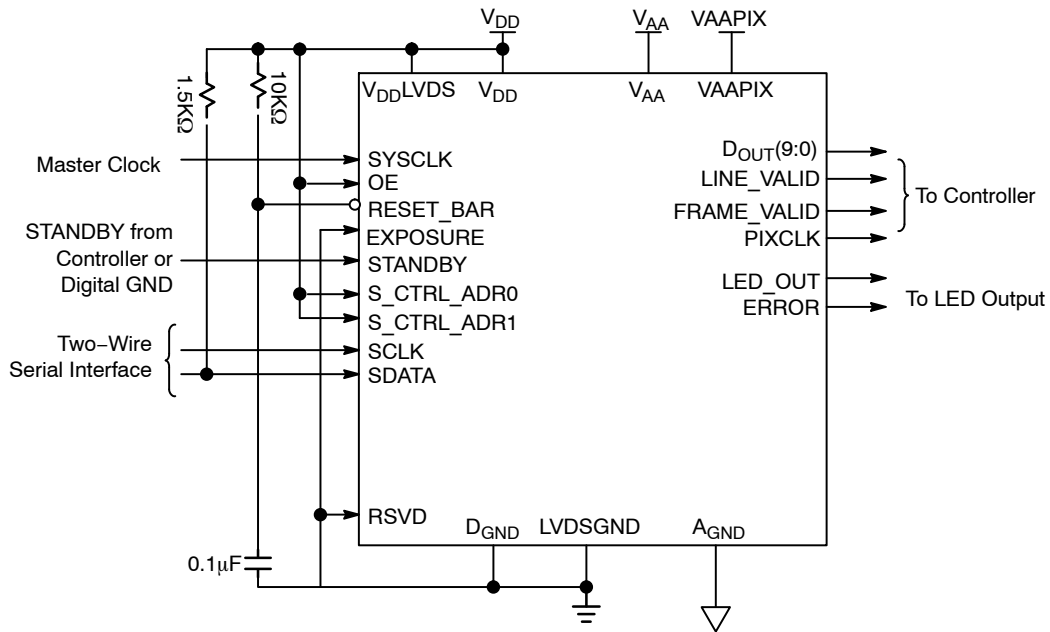 VDD
VAA
VAAPIX
1.5KΩ
10KΩ
VDDLVDS
VDD
VAA
VAAPIX
Master Clock
STANDBY from
Controller or
Digital GND
Two−Wire
Serial Interface
SYSCLK
OE
RESET_BAR
EXPOSURE
STANDBY
S_CTRL_ADR0
S_CTRL_ADR1
SCLK
SDATA
RSVD
DOUT(9:0)
LINE_VALID
FRAME_VALID
PIXCLK
LED_OUT
ERROR
To Controller
To LED Output
DGND
LVDSGND
AGND
0.1μF